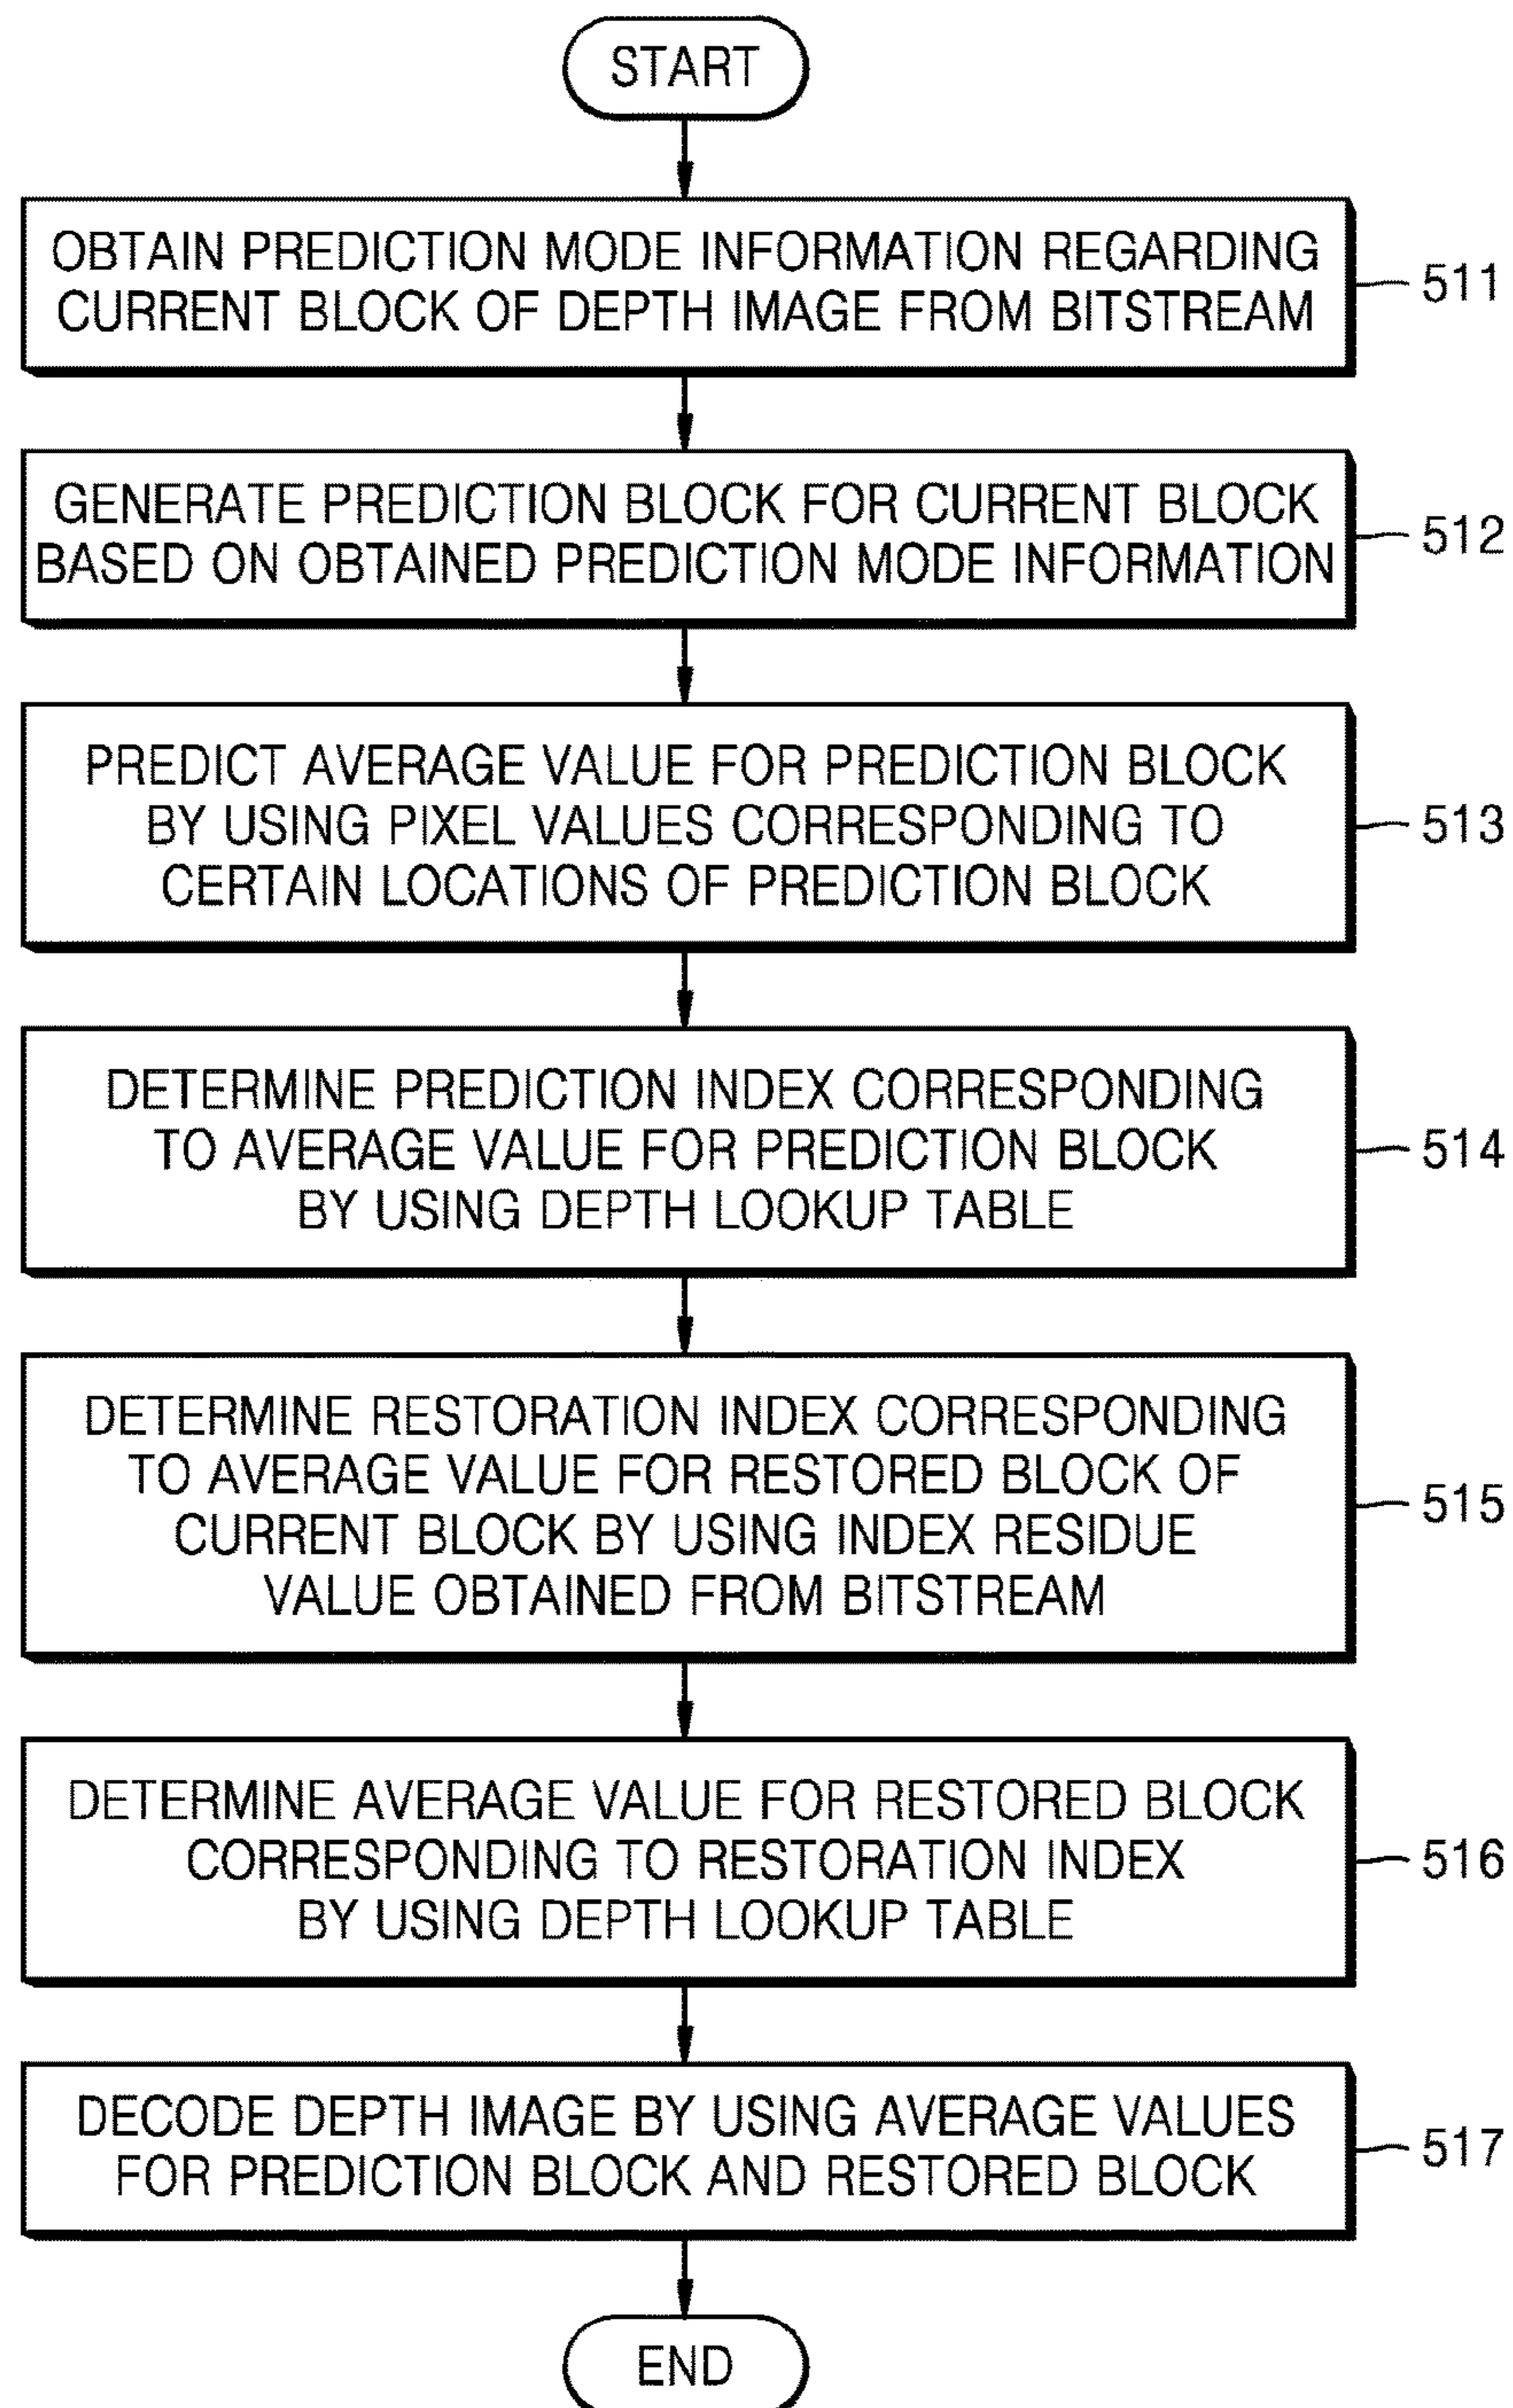 START
OBTAIN PREDICTION MODE INFORMATION REGARDING
CURRENT BLOCK OF DEPTH IMAGE FROM BITSTREAM
511
GENERATE PREDICTION BLOCK FOR CURRENT BLOCK
BASED ON OBTAINED PREDICTION MODE INFORMATION
512
PREDICT AVERAGE VALUE FOR PREDICTION BLOCK
BY USING PIXEL VALUES CORRESPONDING TO
CERTAIN LOCATIONS OF PREDICTION BLOCK
513
DETERMINE PREDICTION INDEX CORRESPONDING
TO AVERAGE VALUE FOR PREDICTION BLOCK
BY USING DEPTH LOOKUP TABLE
514
DETERMINE RESTORATION INDEX CORRESPONDING
TO AVERAGE VALUE FOR RESTORED BLOCK OF
CURRENT BLOCK BY USING INDEX RESIDUE
VALUE OBTAINED FROM BITSTREAM
515
DETERMINE AVERAGE VALUE FOR RESTORED BLOCK
CORRESPONDING TO RESTORATION INDEX
BY USING DEPTH LOOKUP TABLE
516
DECODE DEPTH IMAGE BY USING AVERAGE VALUES
FOR PREDICTION BLOCK AND RESTORED BLOCK
517
END